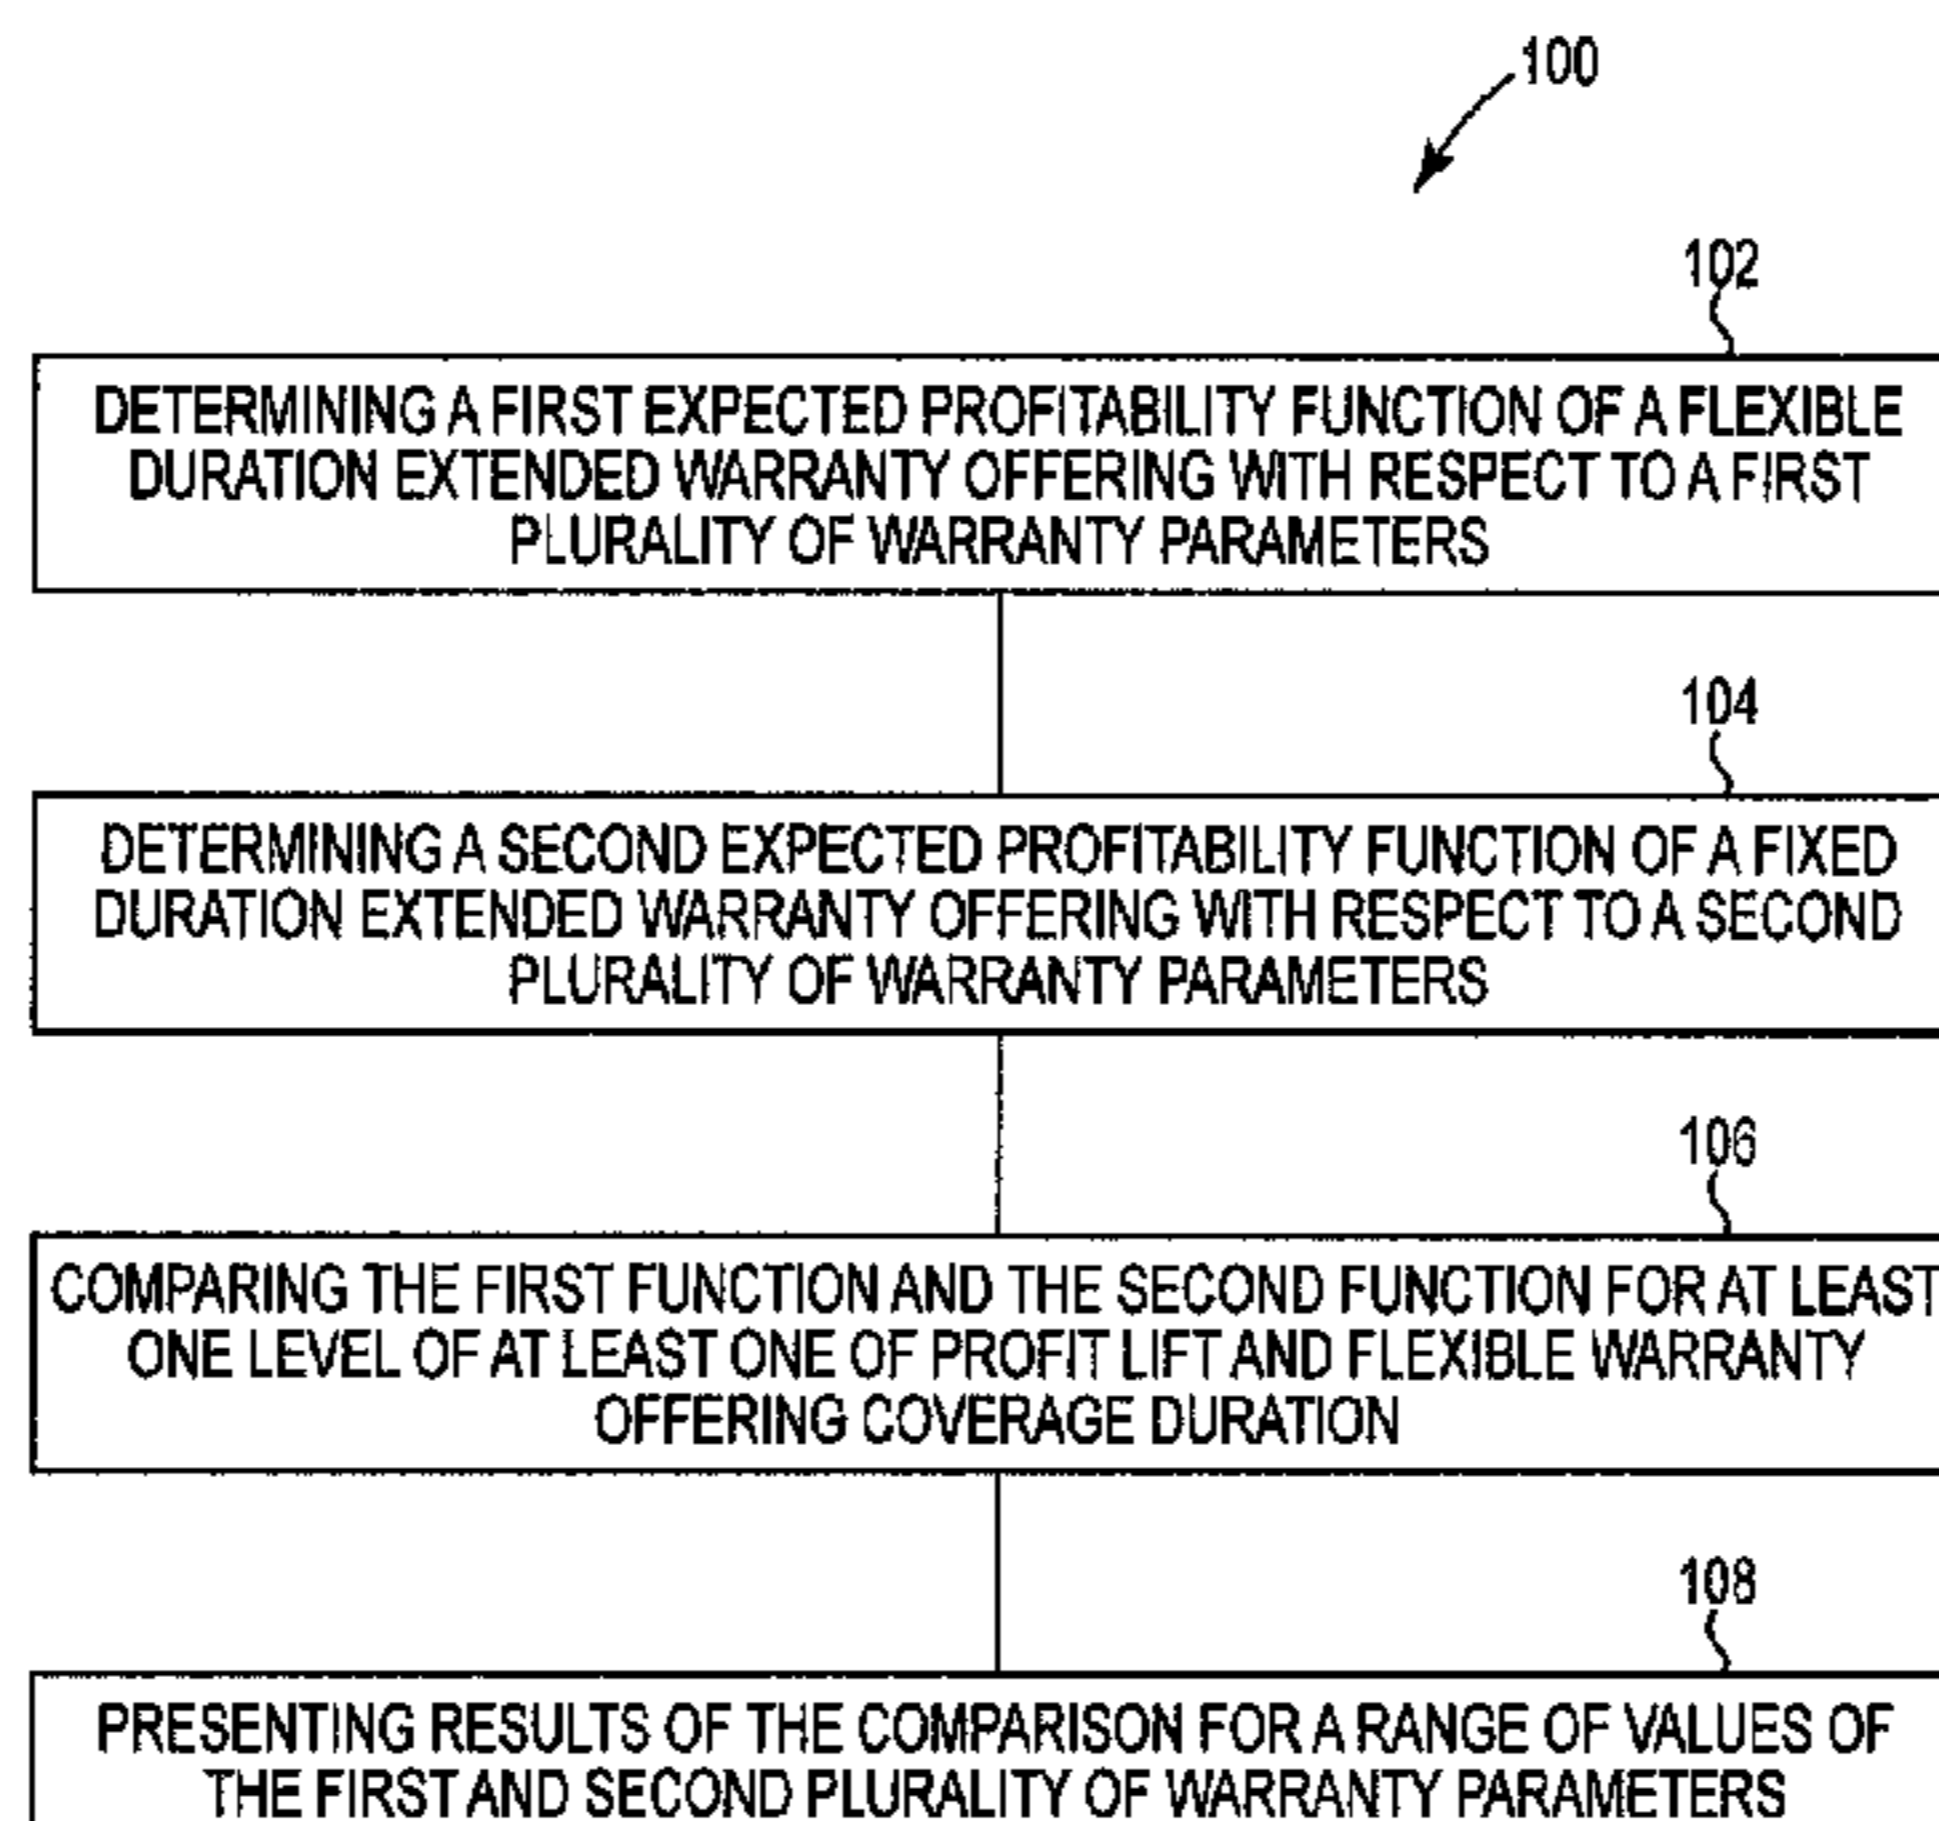 100
102
DETERMINING A FIRST EXPECTED PROFITABILITY FUNCTION OF A FLEXIBLE
DURATION EXTENDED WARRANTY OFFERING WITH RESPECT TO A FIRST
PLURALITY OF WARRANTY PARAMETERS
104
DETERMINING A SECOND EXPECTED PROFITABILITY FUNCTION OF A FIXED
DURATION EXTENDED WARRANTY OFFERING WITH RESPECT TO A SECOND
PLURALITY OF WARRANTY PARAMETERS
106
COMPARING THE FIRST FUNCTION AND THE SECOND FUNCTION FOR AT LEAST
ONE LEVEL OF AT LEAST ONE OF PROFIT LIFT AND FLEXIBLE WARRANTY
OFFERING COVERAGE DURATION
108
PRESENTING RESULTS OF THE COMPARISON FOR A RANGE OF VALUES OF
THE FIRST AND SECOND PLURALITY OF WARRANTY PARAMETERS